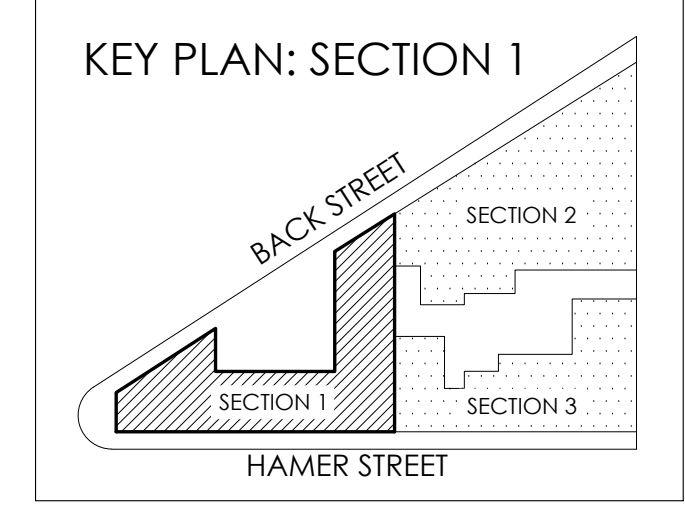 KEY PLAN: SECTION 1
BACK STREET
SECTION 2
SECTION 1
SECTION 3
HAMER STREET